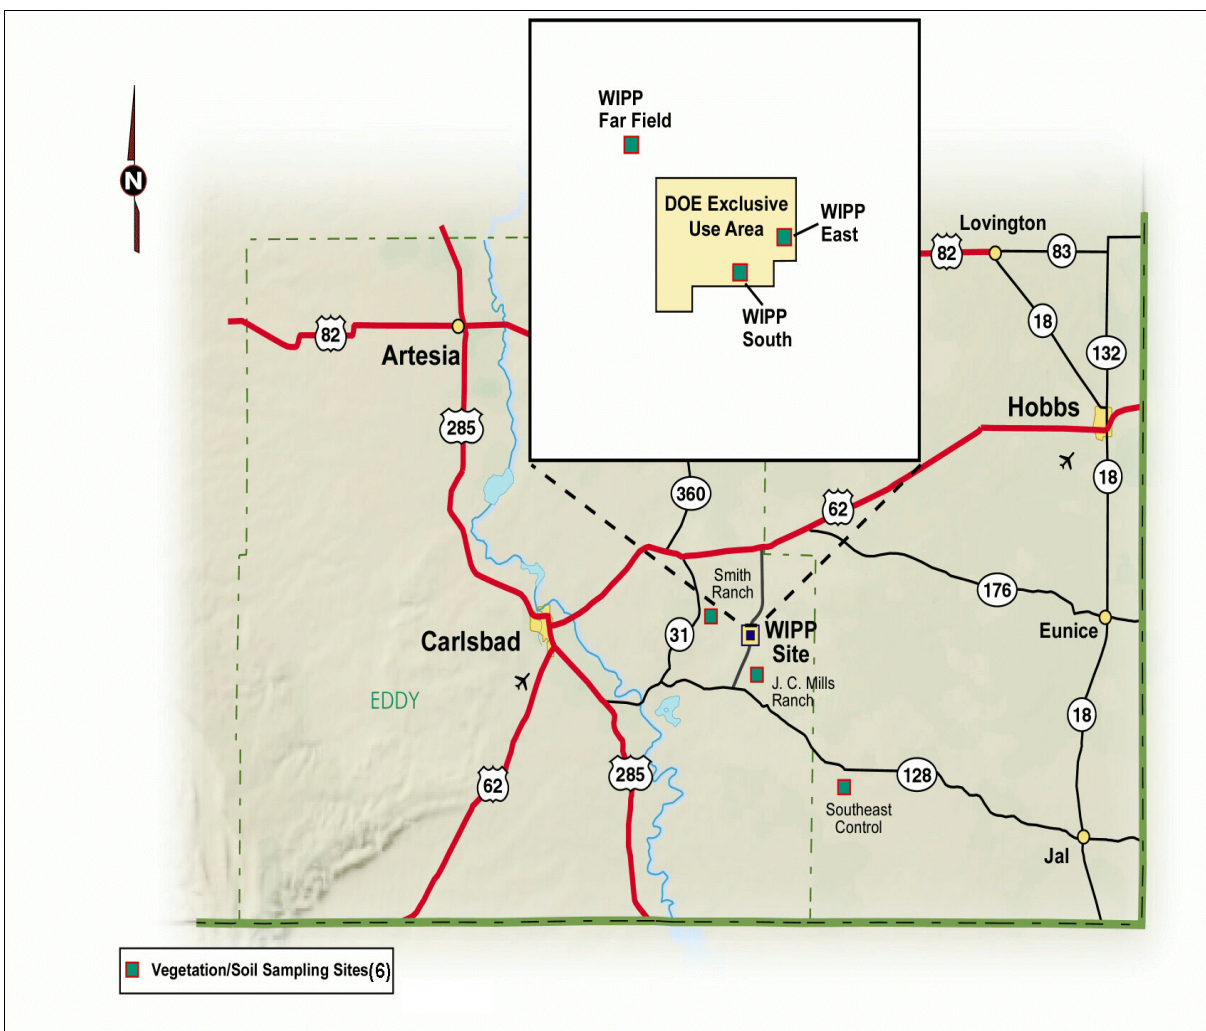 WIPP
Far Field
N
DOE Exclusive
Use Area
WIPP
East
WIPP
South
Lovington
82
83
18
132
82
Artesia
Hobbs
285
18
360
62
Smith
Ranch
176
31
WIPP
Site
Eunice
Carlsbad
J. C. Mills
Ranch
EDDY
18
62
285
128
Southeast
Control
Jal
Vegetation/Soil Sampling Sites(6)